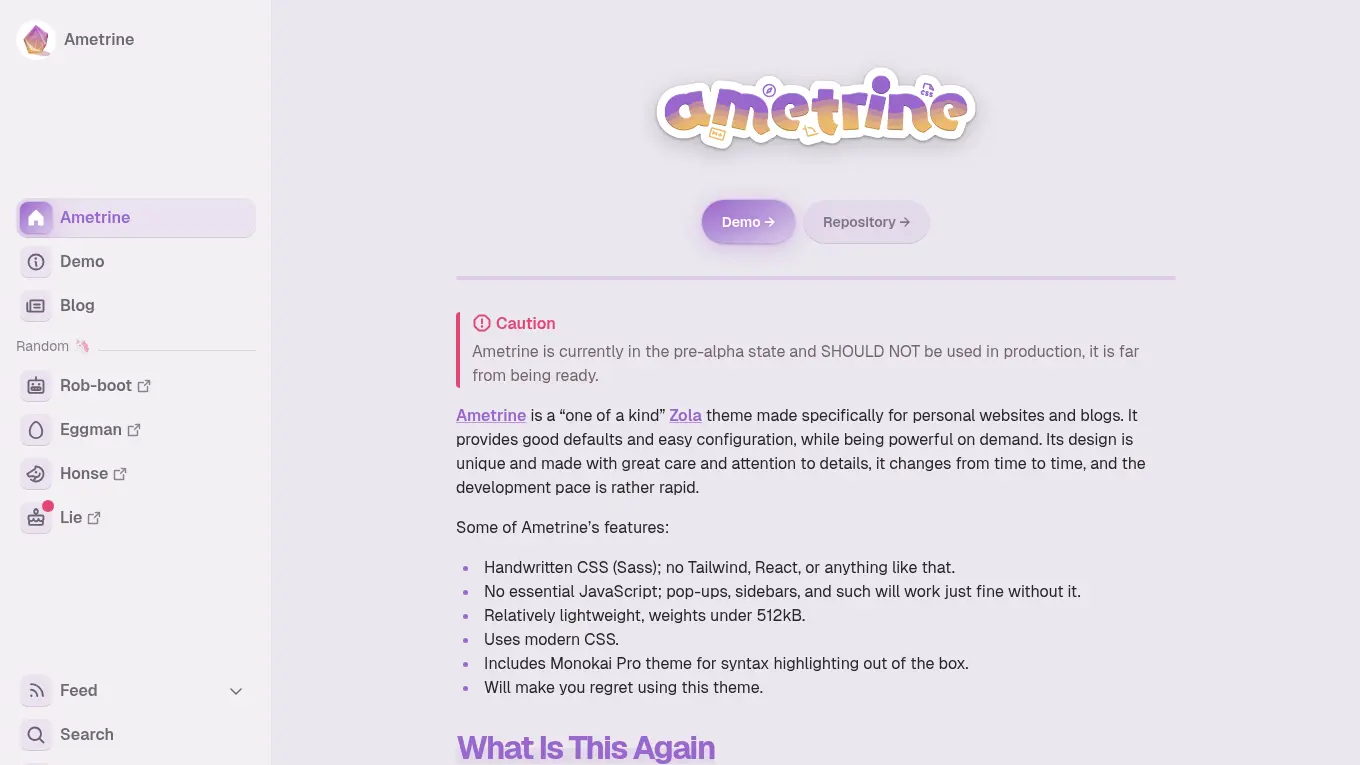 Ametrine
Ametrine
Demo
Blog
Random
Rob-boot
Eggman
Honse
Lie
Feed
Search
ametrine
CSS
Demo →
Repository →
Caution
Ametrine is currently in the pre-alpha state and SHOULD NOT be used in production, it is far
from being ready.
Ametrine is a “one of a kind” Zola theme made specifically for personal websites and blogs. It
provides good defaults and easy configuration, while being powerful on demand. Its design is
unique and made with great care and attention to details, it changes from time to time, and the
development pace is rather rapid.
Some of Ametrine’s features:
• Handwritten CSS (Sass); no Tailwind, React, or anything like that.
• No essential JavaScript; pop-ups, sidebars, and such will work just fine without it.
• Relatively lightweight, weights under 512kB.
• Uses modern CSS.
• Includes Monokai Pro theme for syntax highlighting out of the box.
• Will make you regret using this theme.
What Is This Again